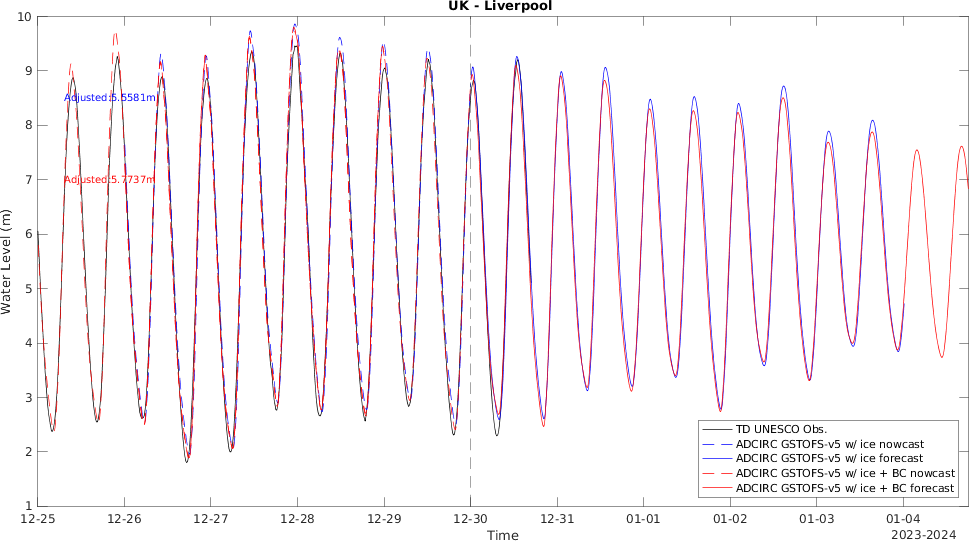 UK - Liverpool
10
9
8
7
6
5
4
3
2
1
Water Level (m)
Adjusted:5.5581m
Adjusted:5.7737m
TD UNESCO Obs.
ADCIRC GSTOFS-v5 w/ ice nowcast
ADCIRC GSTOFS-v5 w/ ice forecast
ADCIRC GSTOFS-v5 w/ ice + BC nowcast
ADCIRC GSTOFS-v5 w/ ice + BC forecast
12-25 12-26 12-27 12-28 12-29 12-30 12-31 01-01 01-02 01-03 01-04
Time
2023-2024